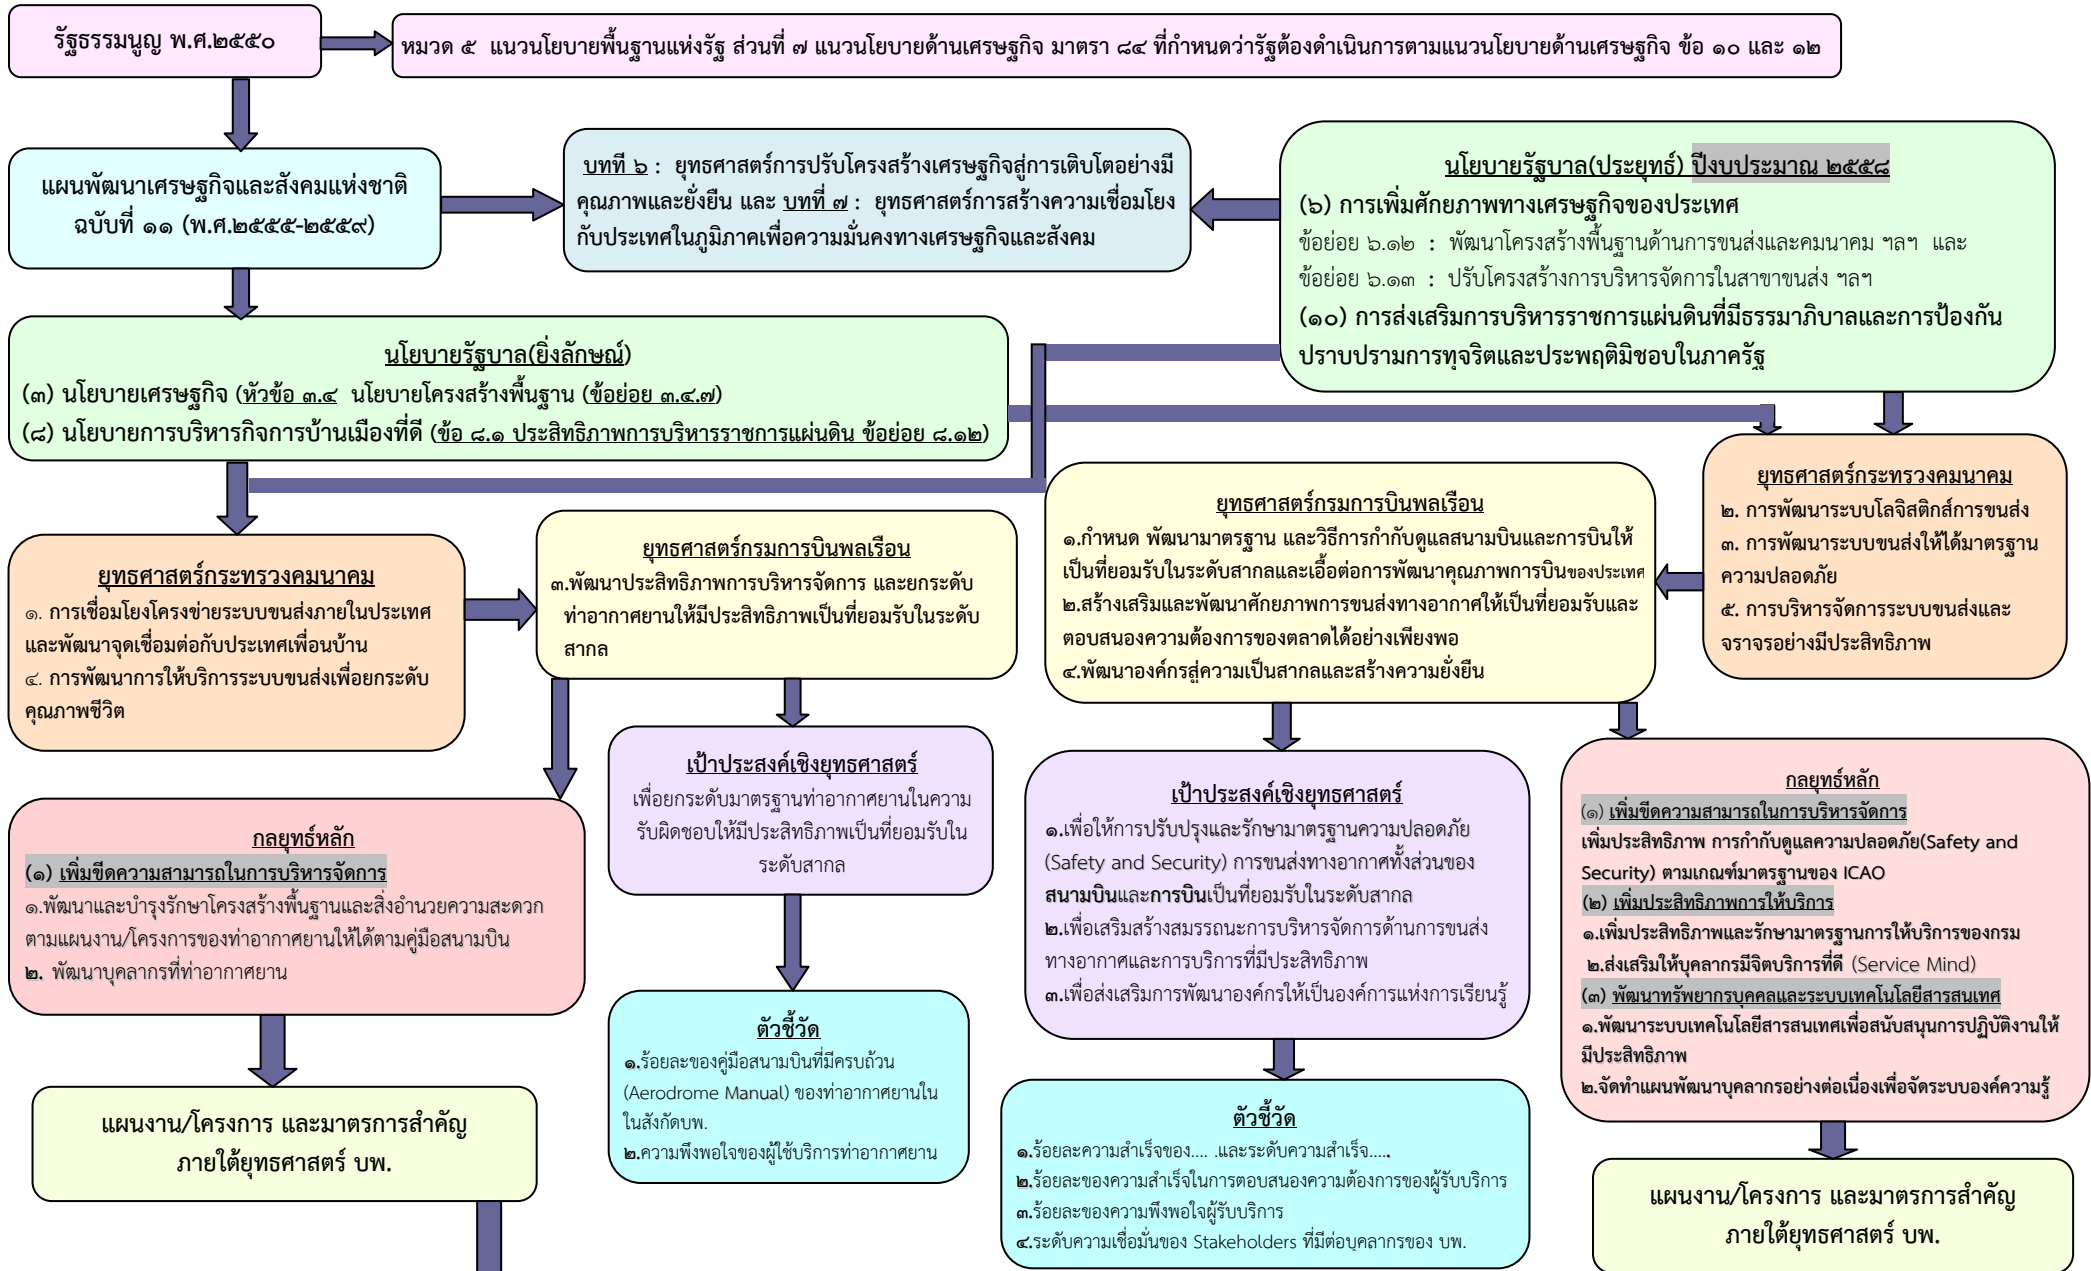 รัฐธรรมนูญ พ.ศ.๒๕๕๐
หมวด ๕  แนวนโยบายพื้นฐานแห่งรัฐ ส่วนที่ ๗ แนวนโยบายด้านเศรษฐกิจ มาตรา ๘๔ ที่กำหนดว่ารัฐต้องดำเนินการตามแนวนโยบายด้านเศรษฐกิจ ข้อ ๑๐ และ ๑๒
แผนพัฒนาเศรษฐกิจและสังคมแห่งชาติ
ฉบับที่ ๑๑ (พ.ศ.๒๕๕๕-๒๕๕๙)
บทที่ ๖ :  ยุทธศาสตร์การปรับโครงสร้างเศรษฐกิจสู่การเติบโตอย่างมี
คุณภาพและยั่งยืน และ บทที่ ๗ :  ยุทธศาสตร์การสร้างความเชื่อมโยง
กับประเทศในภูมิภาคเพื่อความมั่นคงทางเศรษฐกิจและสังคม
นโยบายรัฐบาล(ประยุทธ์) ปีงบประมาณ ๒๕๕๘
(๖) การเพิ่มศักยภาพทางเศรษฐกิจของประเทศ
ข้อย่อย ๖.๑๒  :  พัฒนาโครงสร้างพื้นฐานด้านการขนส่งและคมนาคม ฯลฯ  และ
ข้อย่อย ๖.๑๓  :  ปรับโครงสร้างการบริหารจัดการในสาขาขนส่ง ฯลฯ
(๑๐) การส่งเสริมการบริหารราชการแผ่นดินที่มีธรรมาภิบาลและการป้องกัน
ปราบปรามการทุจริตและประพฤติมิชอบในภาครัฐ
นโยบายรัฐบาล(ยิ่งลักษณ์)
(๓) นโยบายเศรษฐกิจ (หัวข้อ ๓.๔  นโยบายโครงสร้างพื้นฐาน (ข้อย่อย ๓.๔.๗)
(๘) นโยบายการบริหารกิจการบ้านเมืองที่ดี (ข้อ ๘.๑ ประสิทธิภาพการบริหารราชการแผ่นดิน ข้อย่อย ๘.๑๒)
ยุทธศาสตร์กระทรวงคมนาคม
๑. การเชื่อมโยงโครงข่ายระบบขนส่งภายในประเทศ
และพัฒนาจุดเชื่อมต่อกับประเทศเพื่อนบ้าน
๔. การพัฒนาการให้บริการระบบขนส่งเพื่อยกระดับ
คุณภาพชีวิต
ยุทธศาสตร์กรมการบินพลเรือน
๓.พัฒนาประสิทธิภาพการบริหารจัดการ และยกระดับ
ท่าอากาศยานให้มีประสิทธิภาพเป็นที่ยอมรับในระดับ
สากล
ยุทธศาสตร์กรมการบินพลเรือน
๑.กำหนด พัฒนามาตรฐาน และวิธีการกำกับดูแลสนามบินและการบินให้
เป็นที่ยอมรับในระดับสากลและเอื้อต่อการพัฒนาคุณภาพการบินของประเทศ
๒.สร้างเสริมและพัฒนาศักยภาพการขนส่งทางอากาศให้เป็นที่ยอมรับและ
ตอบสนองความต้องการของตลาดได้อย่างเพียงพอ
๔.พัฒนาองค์กรสู่ความเป็นสากลและสร้างความยั่งยืน
ยุทธศาสตร์กระทรวงคมนาคม
๒. การพัฒนาระบบโลจิสติกส์การขนส่ง
๓. การพัฒนาระบบขนส่งให้ได้มาตรฐาน
ความปลอดภัย
๕. การบริหารจัดการระบบขนส่งและ
จราจรอย่างมีประสิทธิภาพ
กลยุทธ์หลัก
(๑) เพิ่มขีดความสามารถในการบริหารจัดการ
๑.พัฒนาและบำรุงรักษาโครงสร้างพื้นฐานและสิ่งอำนวยความสะดวก
ตามแผนงาน/โครงการของท่าอากาศยานให้ได้ตามคู่มือสนามบิน
๒. พัฒนาบุคลากรที่ท่าอากาศยาน
เป้าประสงค์เชิงยุทธศาสตร์
เพื่อยกระดับมาตรฐานท่าอากาศยานในความ
รับผิดชอบให้มีประสิทธิภาพเป็นที่ยอมรับใน
ระดับสากล
เป้าประสงค์เชิงยุทธศาสตร์
๑.เพื่อให้การปรับปรุงและรักษามาตรฐานความปลอดภัย
(Safety and Security) การขนส่งทางอากาศทั้งส่วนของ
สนามบินและการบินเป็นที่ยอมรับในระดับสากล
๒.เพื่อเสริมสร้างสมรรถนะการบริหารจัดการด้านการขนส่ง
ทางอากาศและการบริการที่มีประสิทธิภาพ
๓.เพื่อส่งเสริมการพัฒนาองค์กรให้เป็นองค์การแห่งการเรียนรู้
กลยุทธ์หลัก
(๑) เพิ่มขีดความสามารถในการบริหารจัดการ
เพิ่มประสิทธิภาพ การกำกับดูแลความปลอดภัย(Safety and
Security) ตามเกณฑ์มาตรฐานของ ICAO
(๒) เพิ่มประสิทธิภาพการให้บริการ
๑.เพิ่มประสิทธิภาพและรักษามาตรฐานการให้บริการของกรม
๒.ส่งเสริมให้บุคลากรมีจิตบริการที่ดี (Service Mind)
(๓) พัฒนาทรัพยากรบุคคลและระบบเทคโนโลยีสารสนเทศ
๑.พัฒนาระบบเทคโนโลยีสารสนเทศเพื่อสนับสนุนการปฏิบัติงานให้
มีประสิทธิภาพ
๒.จัดทำแผนพัฒนาบุคลากรอย่างต่อเนื่องเพื่อจัดระบบองค์ความรู้
ตัวชี้วัด
๑.ร้อยละของคู่มือสนามบินที่มีครบถ้วน
(Aerodrome Manual) ของท่าอากาศยานใน
ในสังกัดบพ.
๒.ความพึงพอใจของผู้ใช้บริการท่าอากาศยาน
ตัวชี้วัด
๑.ร้อยละความสำเร็จของ.... .และระดับความสำเร็จ.....
๒.ร้อยละของความสำเร็จในการตอบสนองความต้องการของผู้รับบริการ
๓.ร้อยละของความพึงพอใจผู้รับบริการ
๔.ระดับความเชื่อมั่นของ Stakeholders ที่มีต่อบุคลากรของ บพ.
แผนงาน/โครงการ และมาตรการสำคัญ
ภายใต้ยุทธศาสตร์ บพ.
แผนงาน/โครงการ และมาตรการสำคัญ
ภายใต้ยุทธศาสตร์ บพ.